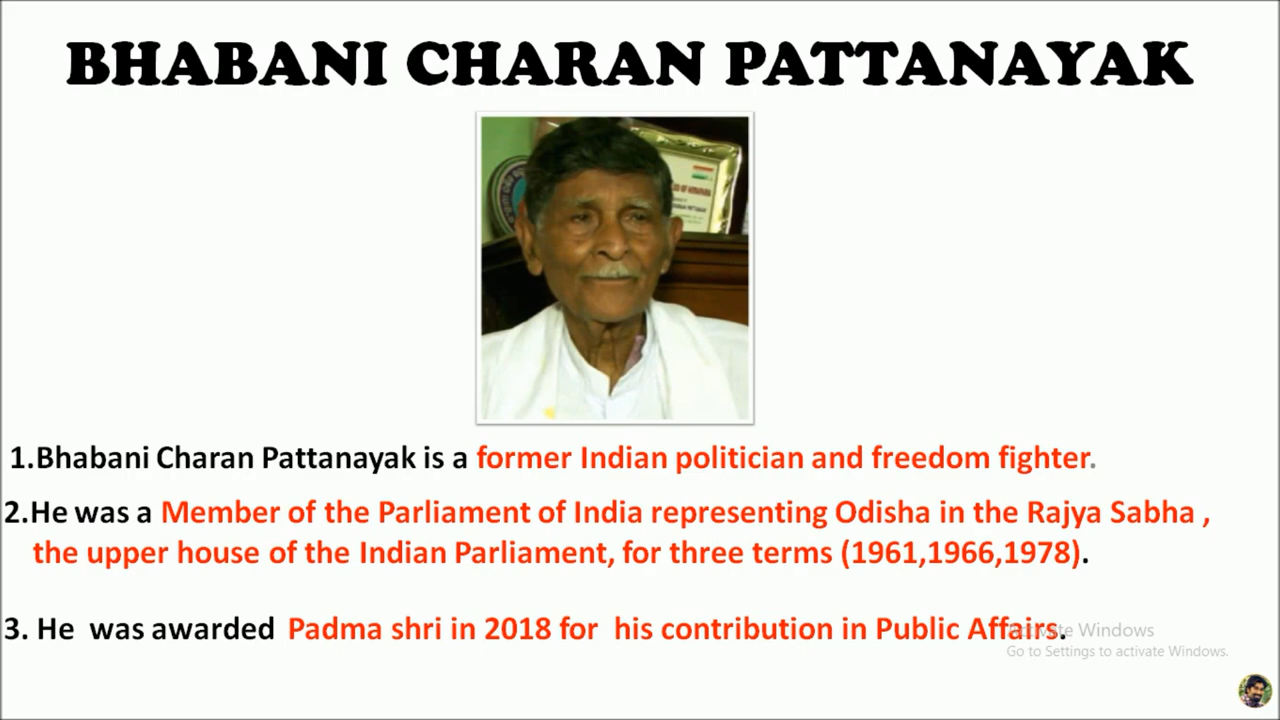 BHABANI CHARAN PATTANAYAK
1.Bhabani Charan Pattanayak is a former Indian politician and freedom fighter.
2.He was a Member of the Parliament of India representing Odisha in the Rajya Sabha ,
the upper house of the Indian Parliament, for three terms (1961,1966,1978).
3. He was awarded Padma shri in 2018 for his contribution in Public Affairs.
Activate Windows
Go to Settings to activate Windows.